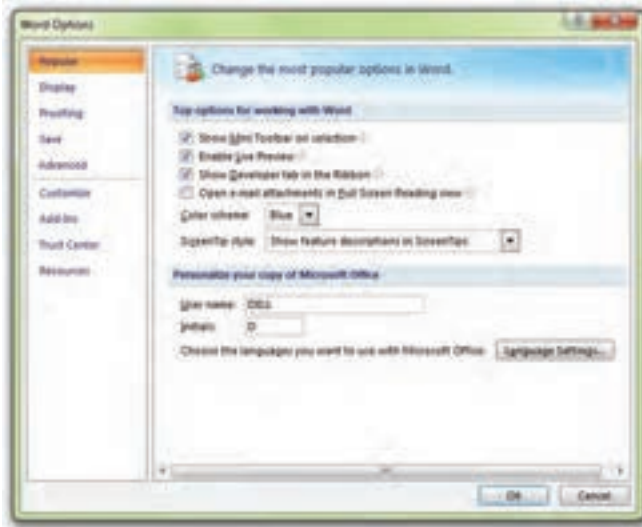 Word Options
Popular
Display
Proofing
Save
Advanced
Customize
Add-Ins
Trust Center
Resources
Change the most popular options in Word.
Top options for working with Word
Show Mini Toolbar on selection
Enable Live Preview
Show Developer tab in the Ribbon
Open e-mail attachments in Full Screen Reading view
Color scheme: Blue
ScreenTip style: Show feature descriptions in ScreenTips
Personalize your copy of Microsoft Office
User name:
Initials: D
Choose the languages you want to use with Microsoft Office: Language Settings...
OK Cancel